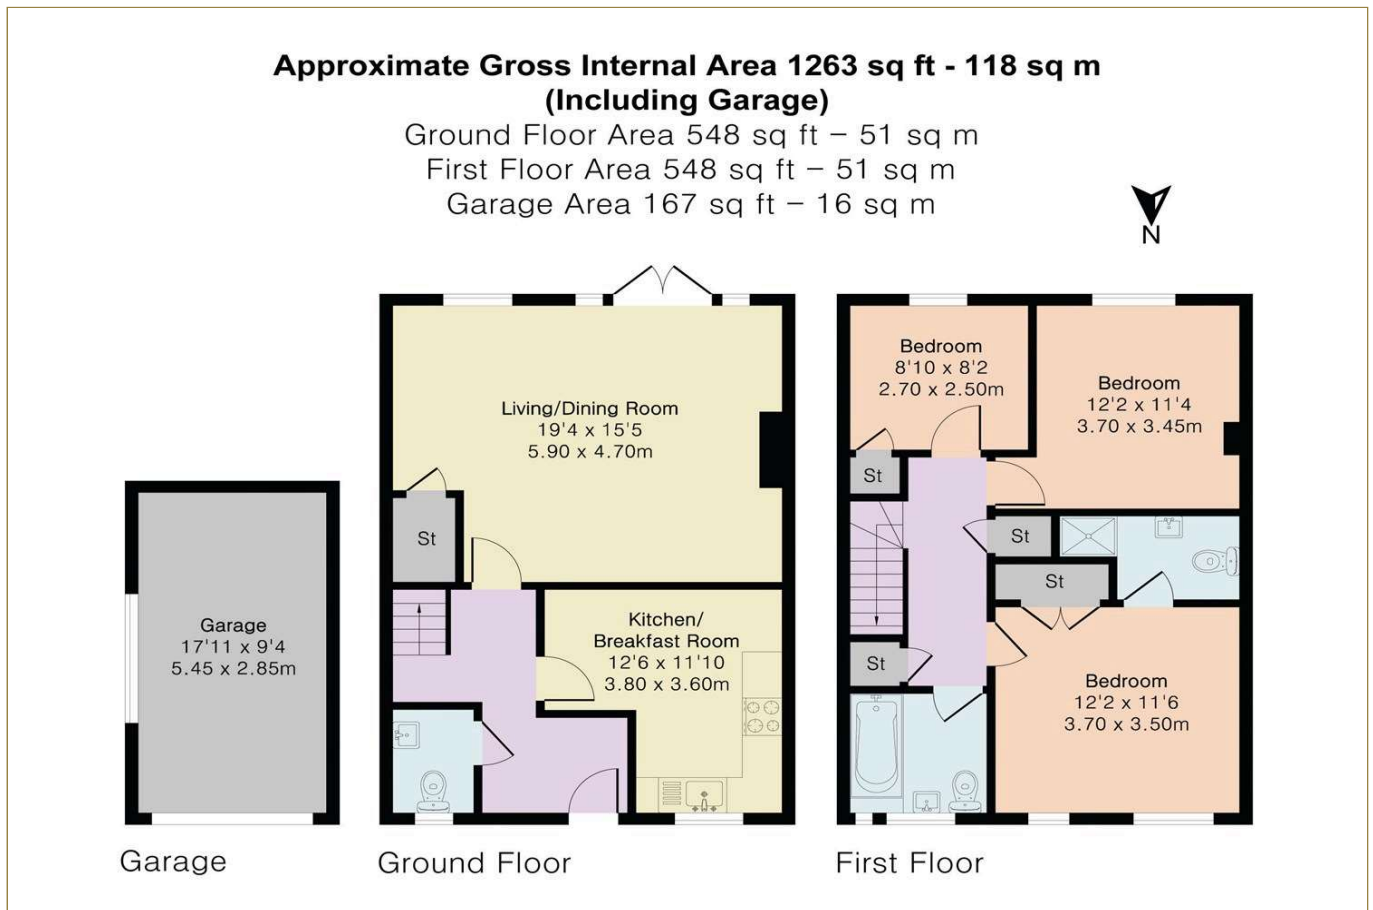 Approximate Gross Internal Area 1263 sq ft - 118 sq m
(Including Garage)
Ground Floor Area 548 sq ft – 51 sq m
First Floor Area 548 sq ft – 51 sq m
Garage Area 167 sq ft – 16 sq m
N
Garage
17'11 x 9'4
5.45 x 2.85m
Garage
Living/Dining Room
19'4 x 15'5
5.90 x 4.70m
St
Kitchen/
Breakfast Room
12'6 x 11'10
3.80 x 3.60m
Ground Floor
Bedroom
8'10 x 8'2
2.70 x 2.50m
Bedroom
12'2 x 11'4
3.70 x 3.45m
St
St
St
St
Bedroom
12'2 x 11'6
3.70 x 3.50m
First Floor